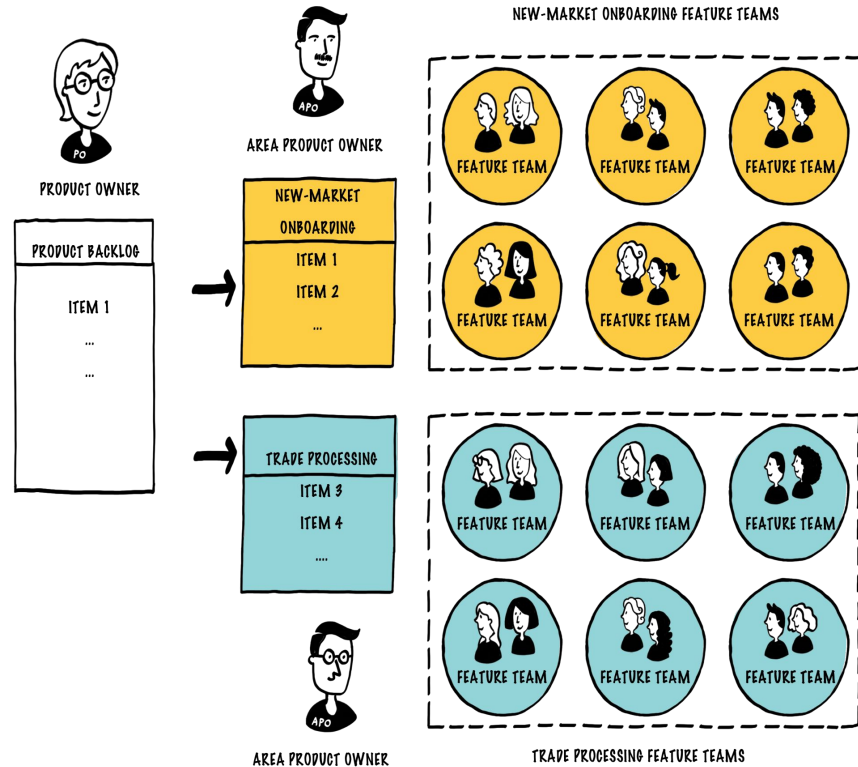 PO
PRODUCT OWNER
PRODUCT BACKLOG
ITEM 1
...
...
APO
AREA PRODUCT OWNER
NEW-MARKET
ONBOARDING
ITEM 1
ITEM 2
...
NEW-MARKET ONBOARDING FEATURE TEAMS
FEATURE TEAM
FEATURE TEAM
FEATURE TEAM
FEATURE TEAM
FEATURE TEAM
FEATURE TEAM
TRADE PROCESSING
ITEM 3
ITEM 4
....
APO
AREA PRODUCT OWNER
FEATURE TEAM
FEATURE TEAM
FEATURE TEAM
FEATURE TEAM
FEATURE TEAM
FEATURE TEAM
TRADE PROCESSING FEATURE TEAMS